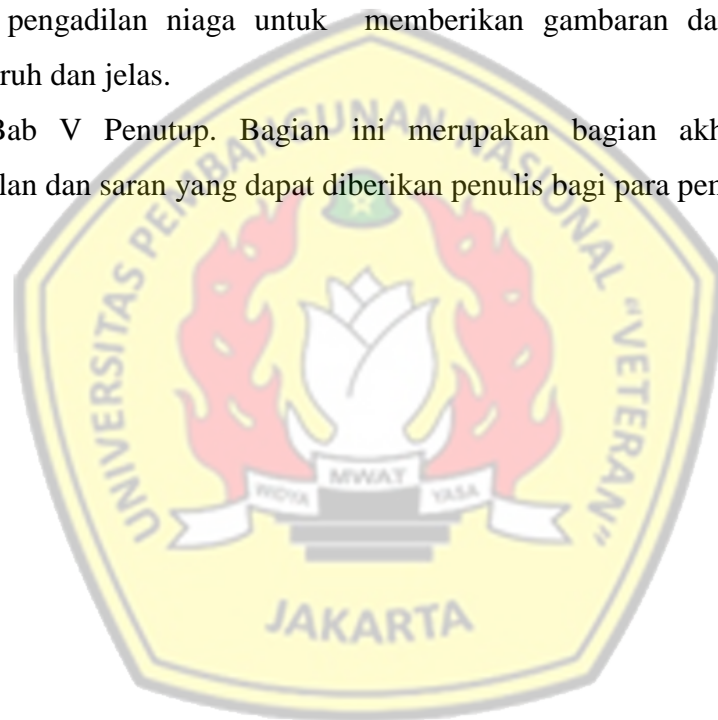 pengadilan niaga untuk memberikan gambaran da
ruh dan jelas.
Bab V Penutup. Bagian ini merupakan bagian akh
lan dan saran yang dapat diberikan penulis bagi para pe
UNIVERSITAS PEMBANGUNAN NASIONAL "VETERAN"
WIDYA MWAT YASA
JAKARTA